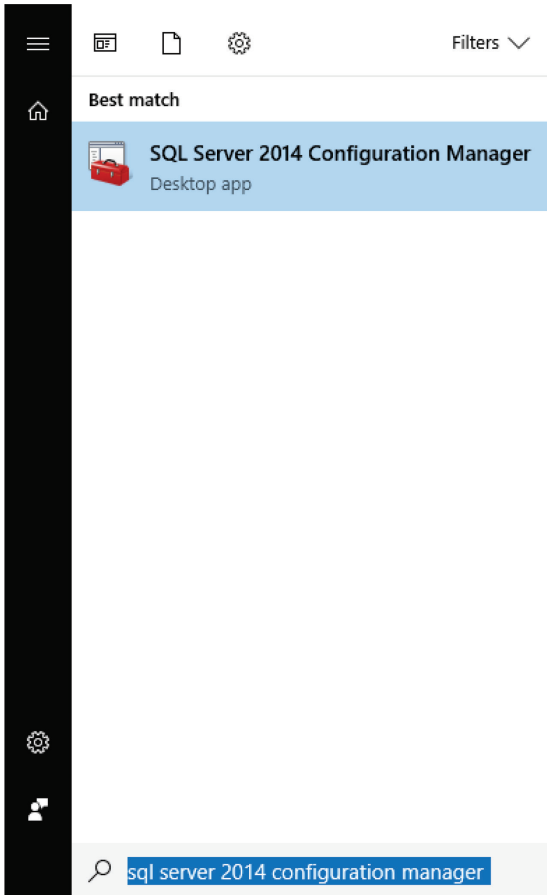 Filters
Best match
SQL Server 2014 Configuration Manager
Desktop app
sql server 2014 configuration manager